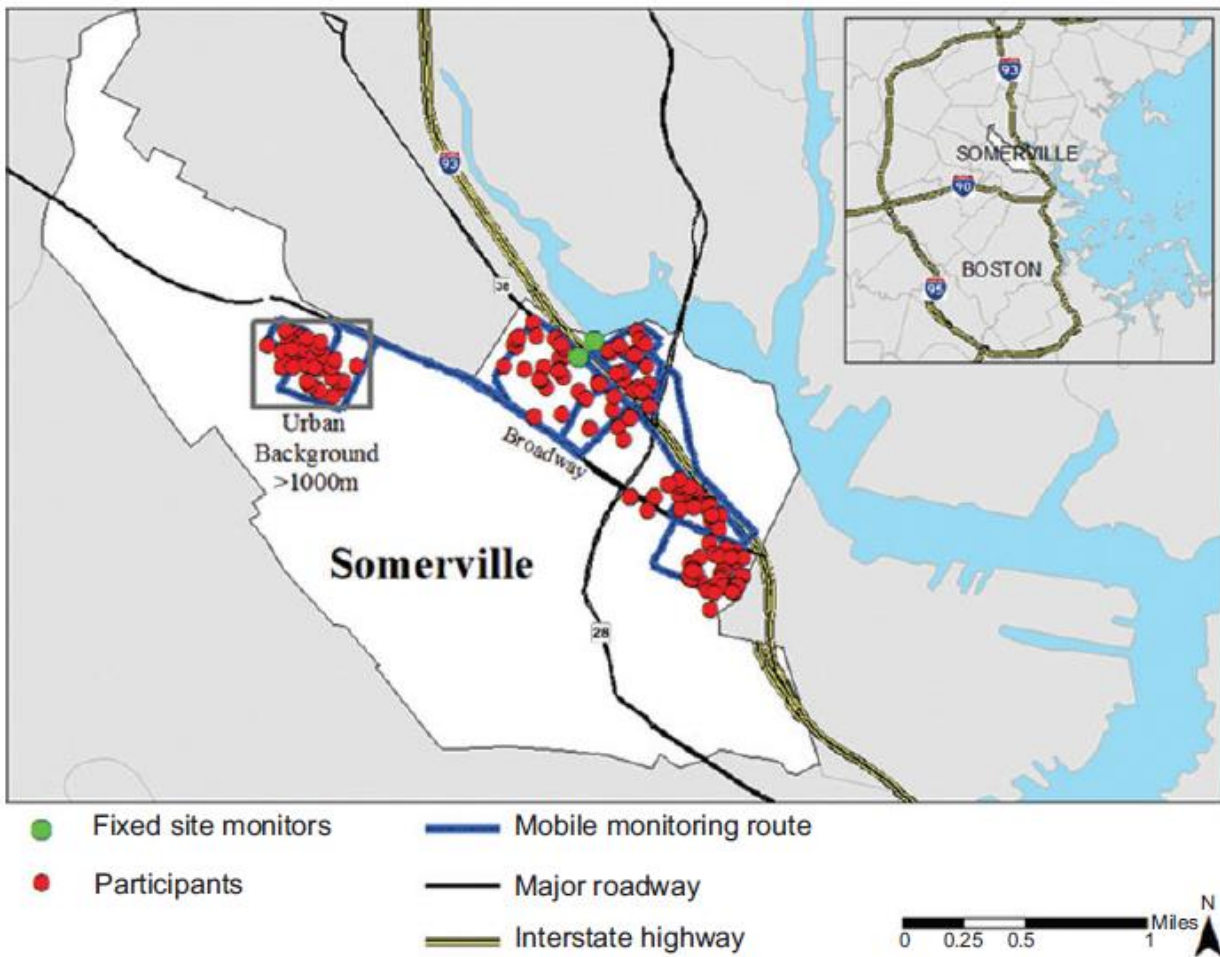 93
93
SOMERVILLE
90
BOSTON
95
38
Urban
Background
>1000m
Broadway
Somerville
28
Fixed site monitors
Mobile monitoring route
Participants
Major roadway
Interstate highway
N
Miles
0 0.25 0.5 1